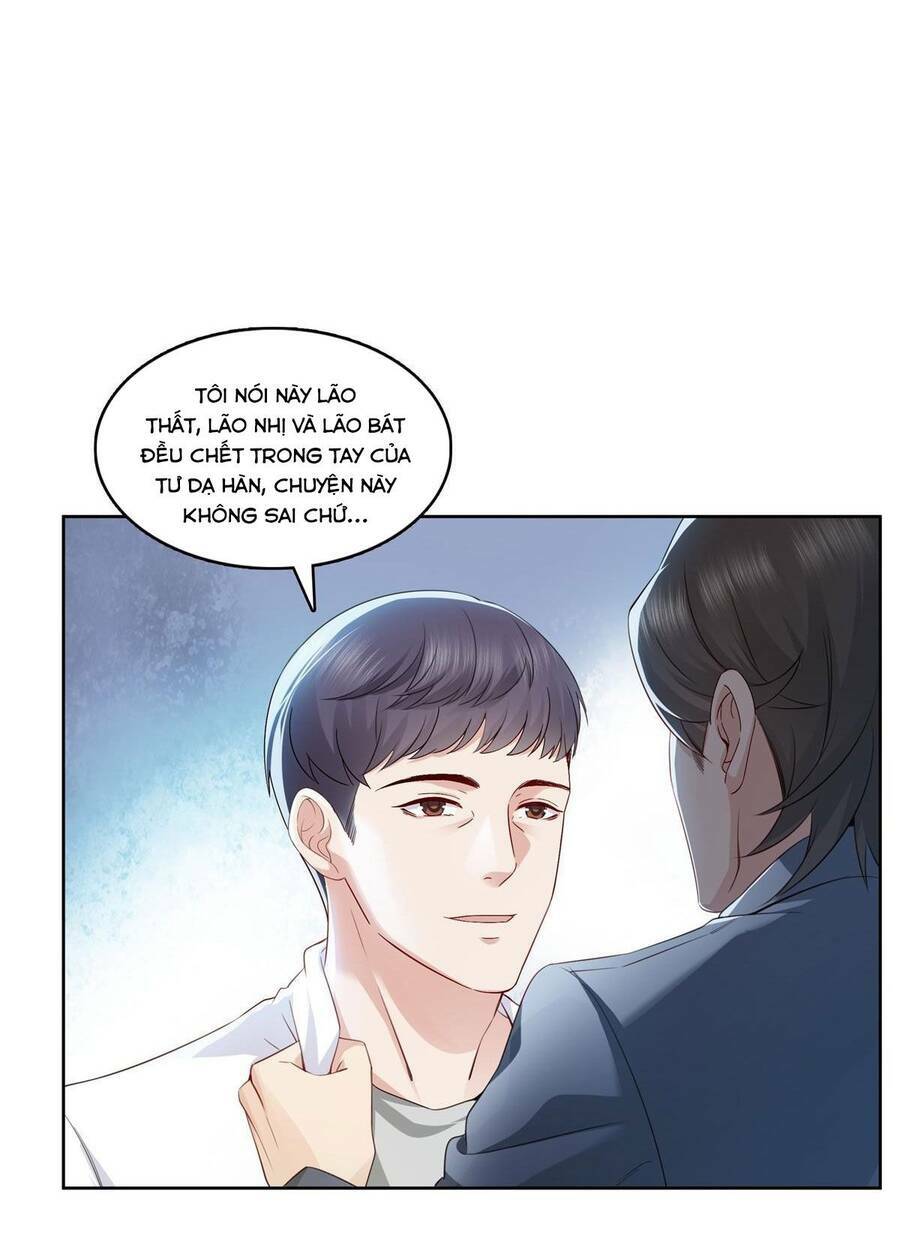 TÔI NÓI NÀY LÃO
THẤT, LÃO NHỊ VÀ LÃO BÁT
ĐỀU CHẾT TRONG TAY CỦA
TƯ DẠ HÀN, CHUYỆN NÀY
KHÔNG SAI CHỨ...